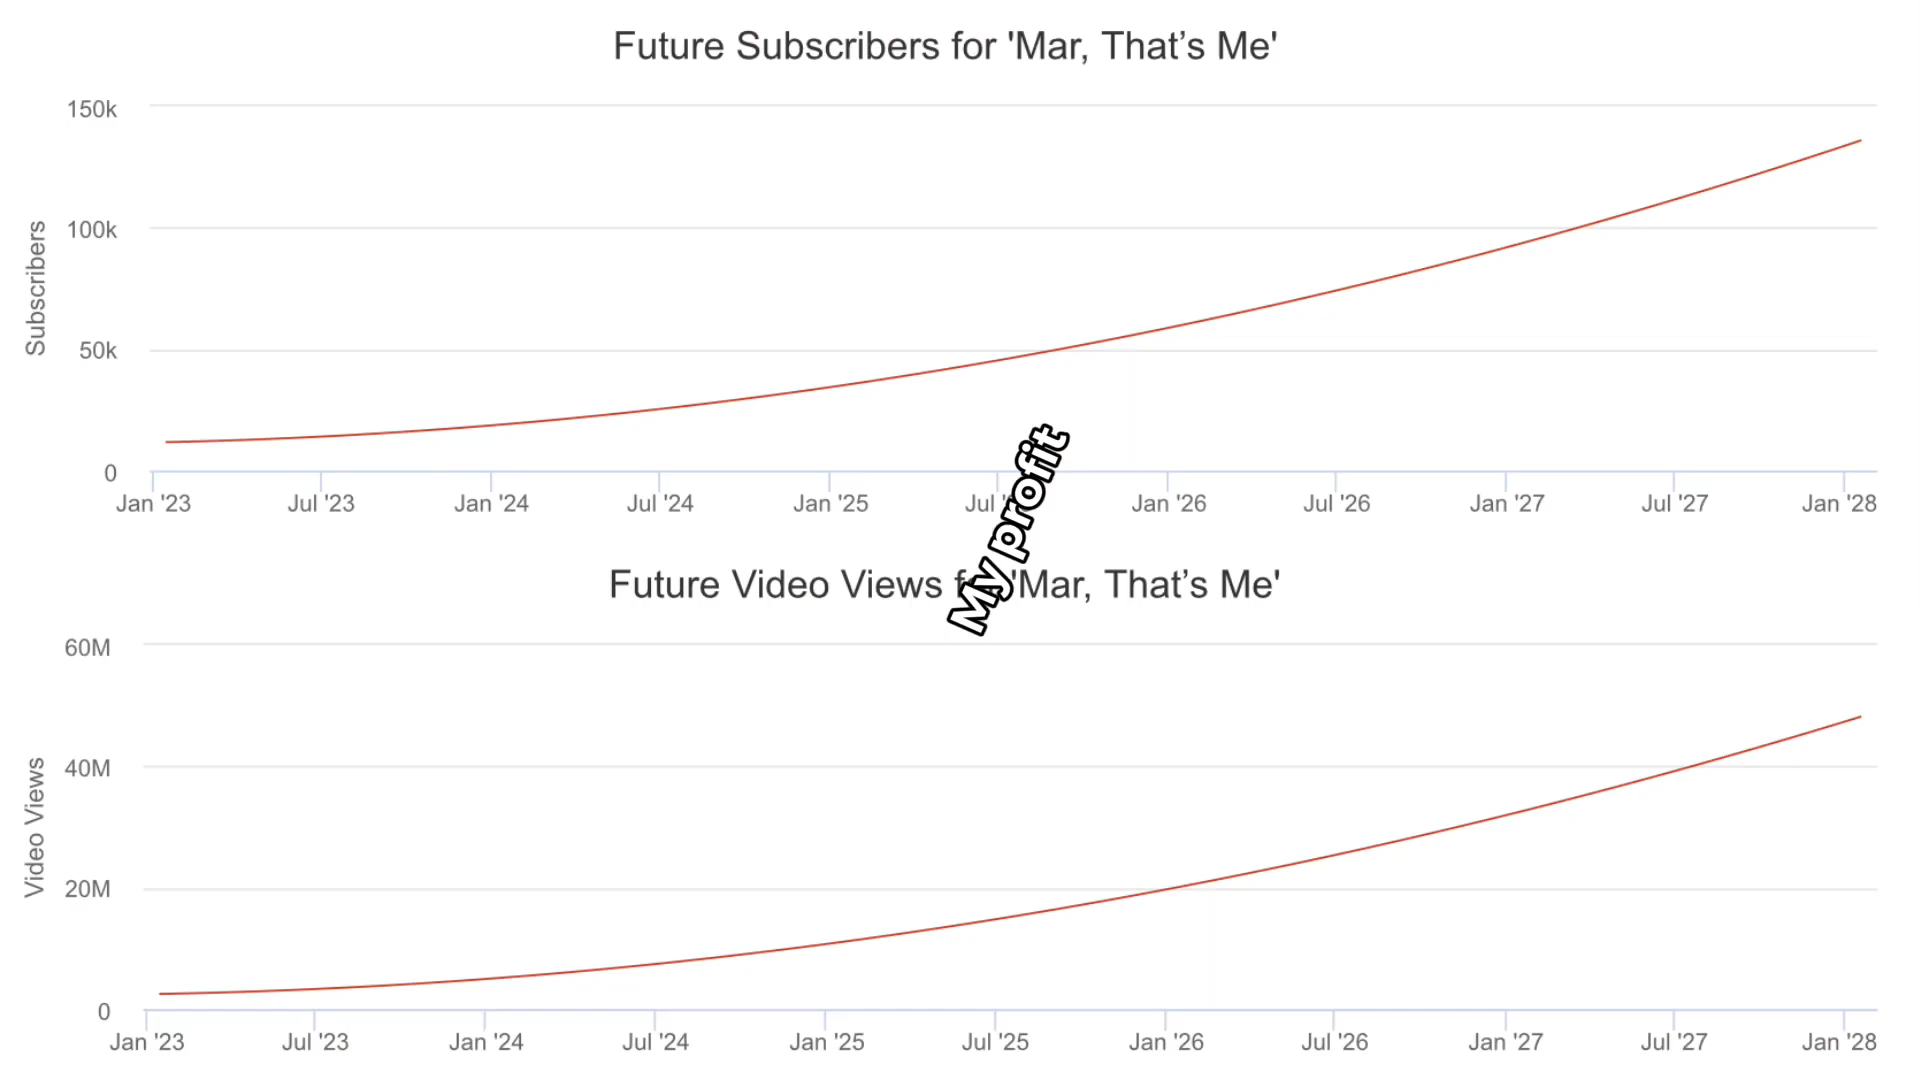 Future Subscribers for 'Mar, That’s Me'
150k
100k
50k
0
Subscribers
Jan '23 Jul '23 Jan '24 Jul '24 Jan '25 Jul Jan '26 Jul '26 Jan '27 Jul '27 Jan '28
My profit
Future Video Views 'Mar, That’s Me'
60M
40M
20M
0
Video Views
Jan '23 Jul '23 Jan '24 Jul '24 Jan '25 Jul '25 Jan '26 Jul '26 Jan '27 Jul '27 Jan '28